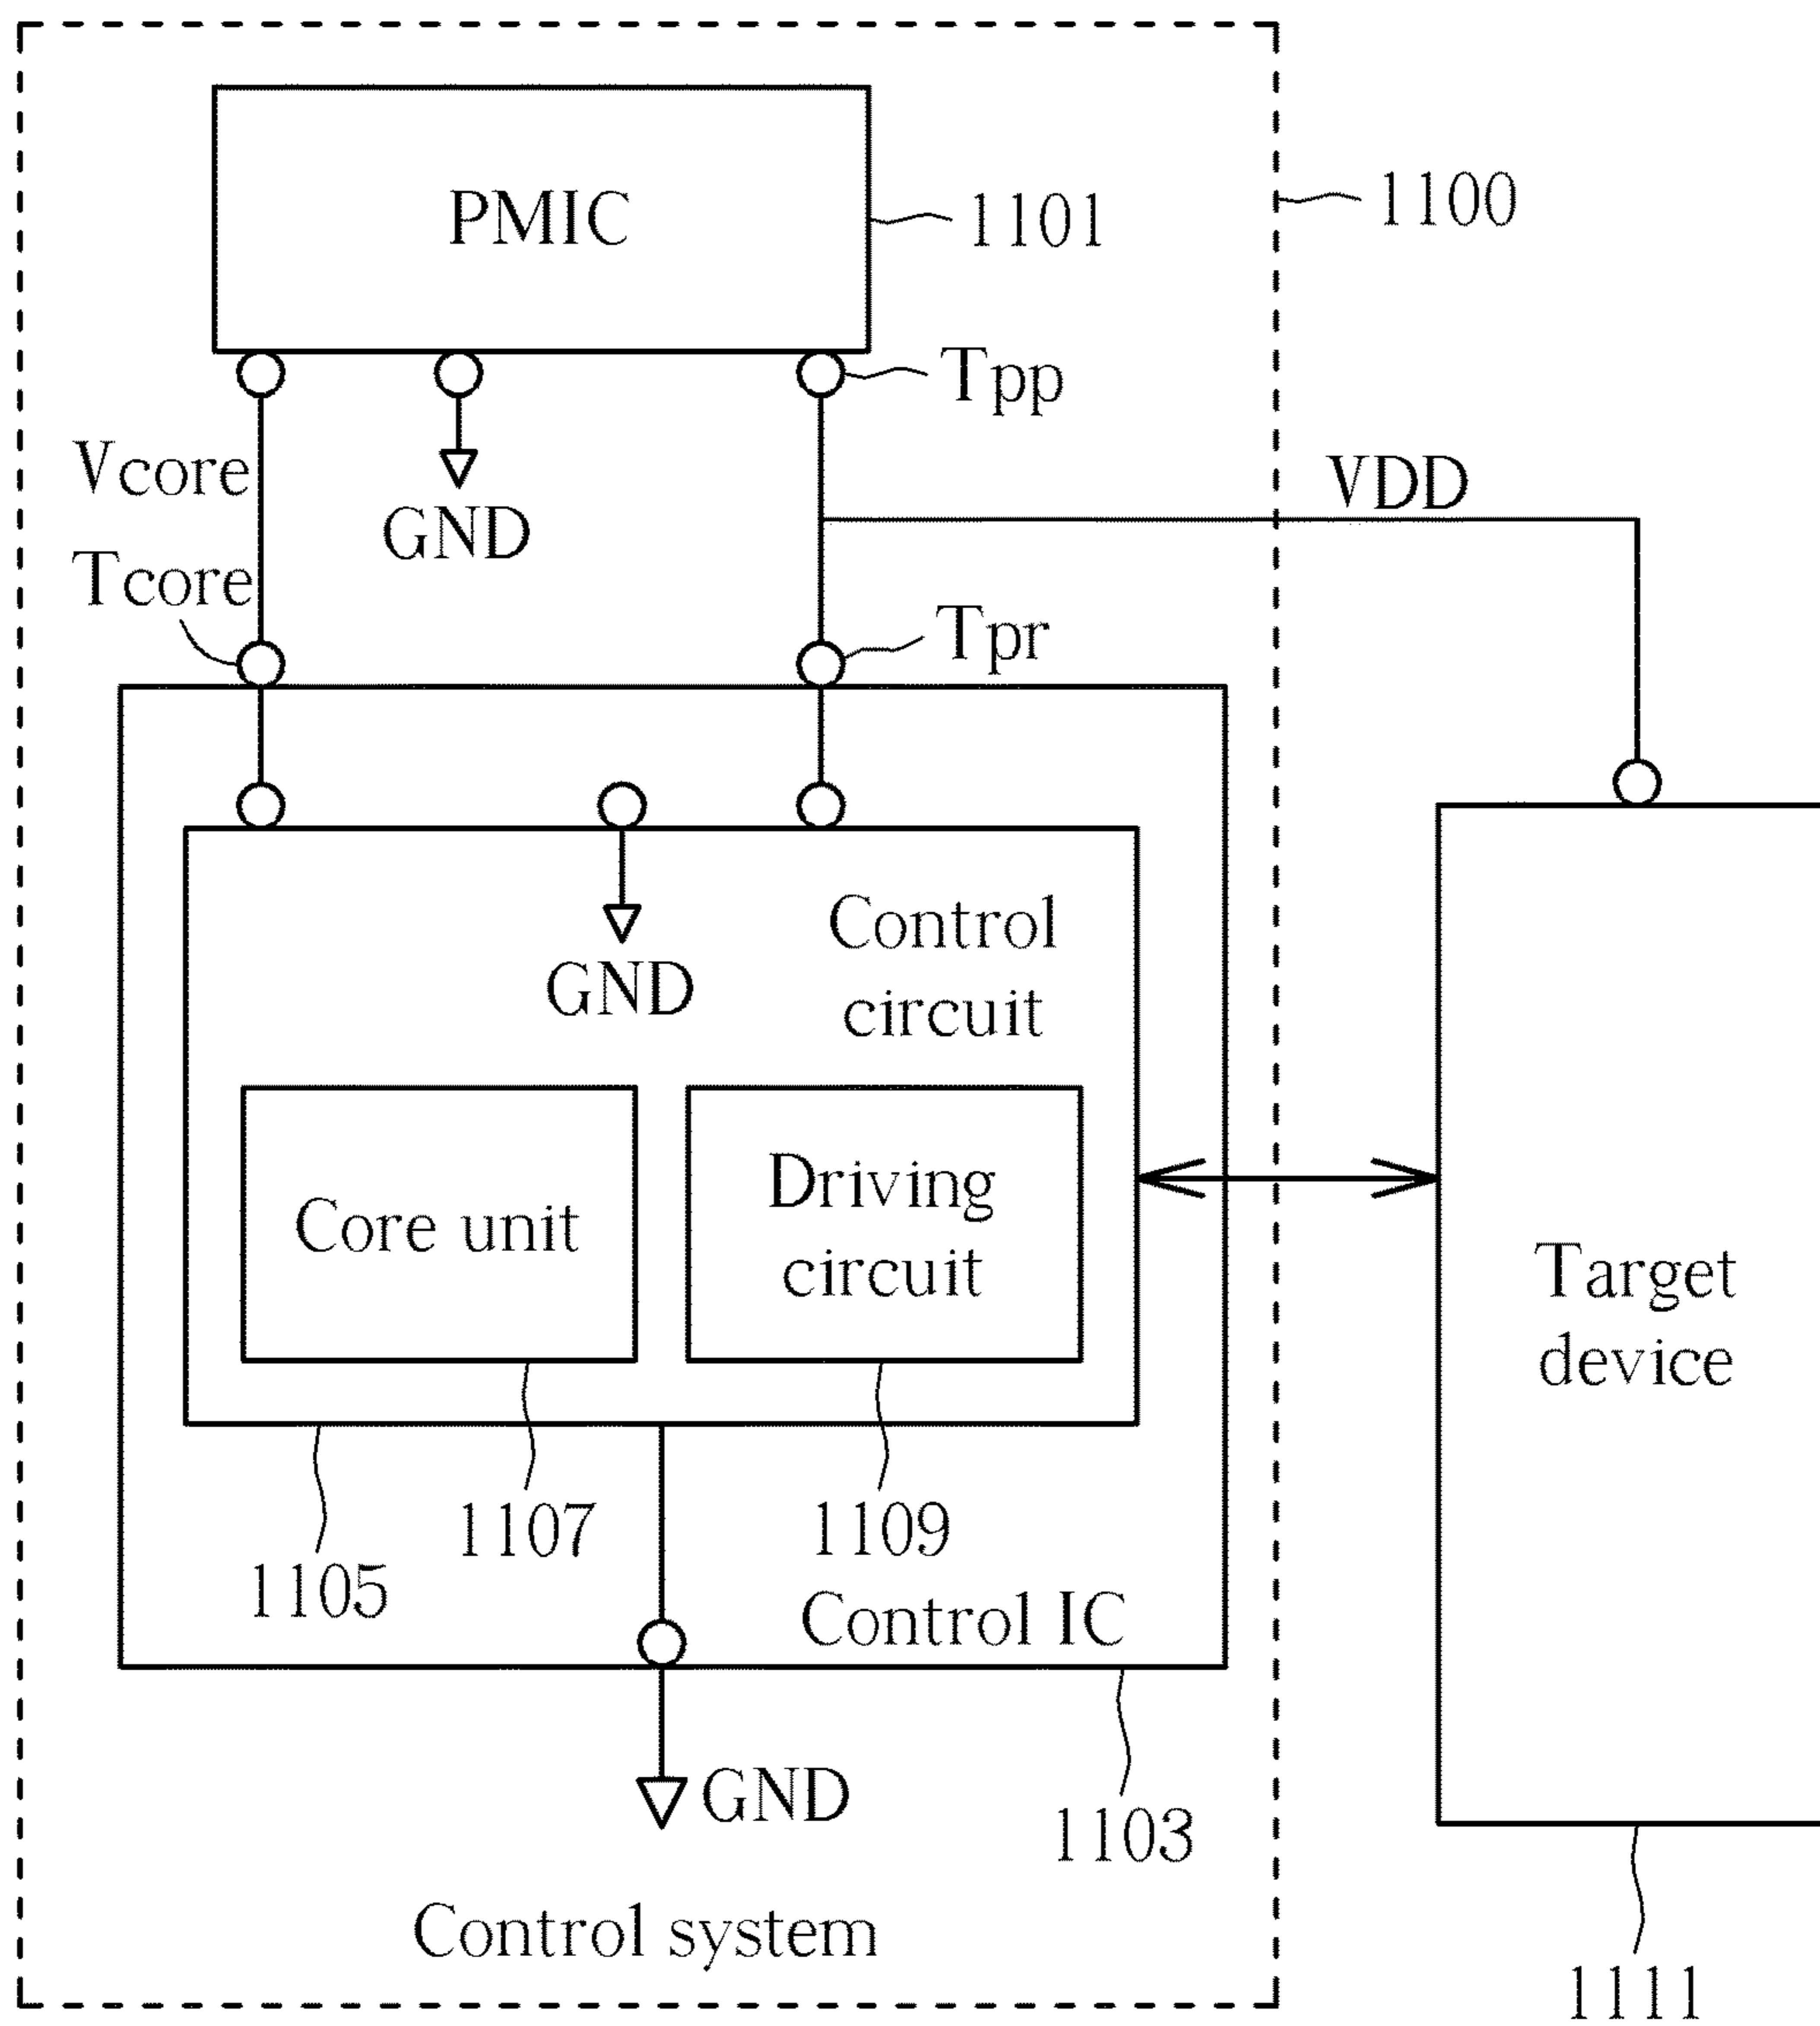 PMIC
1101
1100
Tpp
Vcore
GND
VDD
Tcore
Tpr
Control
circuit
GND
Core unit
Driving
circuit
Target
device
1107
1109
1105
Control IC
GND
1103
Control system
1111